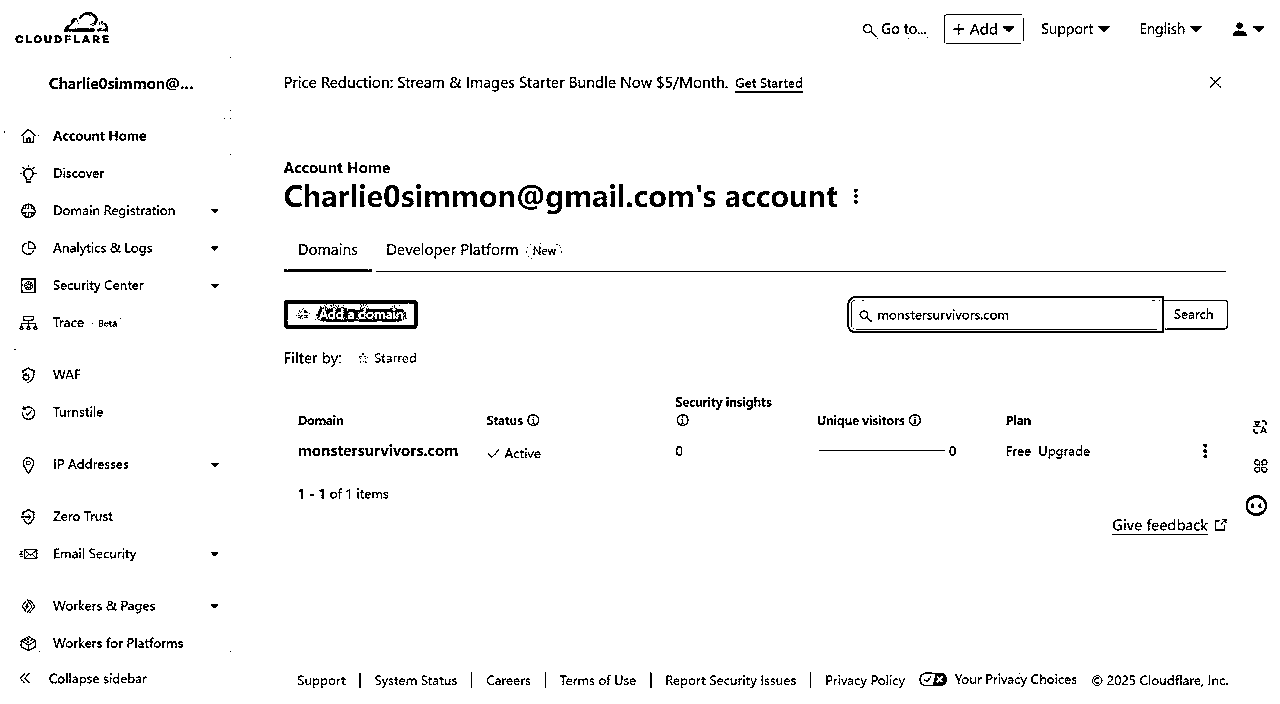 CLOUDFLARE
Go to...
+ Add
Support
English
Charlie0simmon@...
Price Reduction: Stream & Images Starter Bundle Now $5/Month. Get Started
Account Home
Discover
Domain Registration
Analytics & Logs
Security Center
Trace Beta
WAF
Turnstile
IP Addresses
Zero Trust
Email Security
Workers & Pages
Workers for Platforms
Collapse sidebar
Account Home
Charlie0simmon@gmail.com's account
Domains Developer Platform New
Add a domain
monstersurvivors.com Search
Filter by: Starred
Domain Status Security insights Unique visitors Plan
monstersurvivors.com Active 0 0 Free Upgrade
1 - 1 of 1 items
Give feedback
Support | System Status | Careers | Terms of Use | Report Security Issues | Privacy Policy Your Privacy Choices © 2025 Cloudflare, Inc.